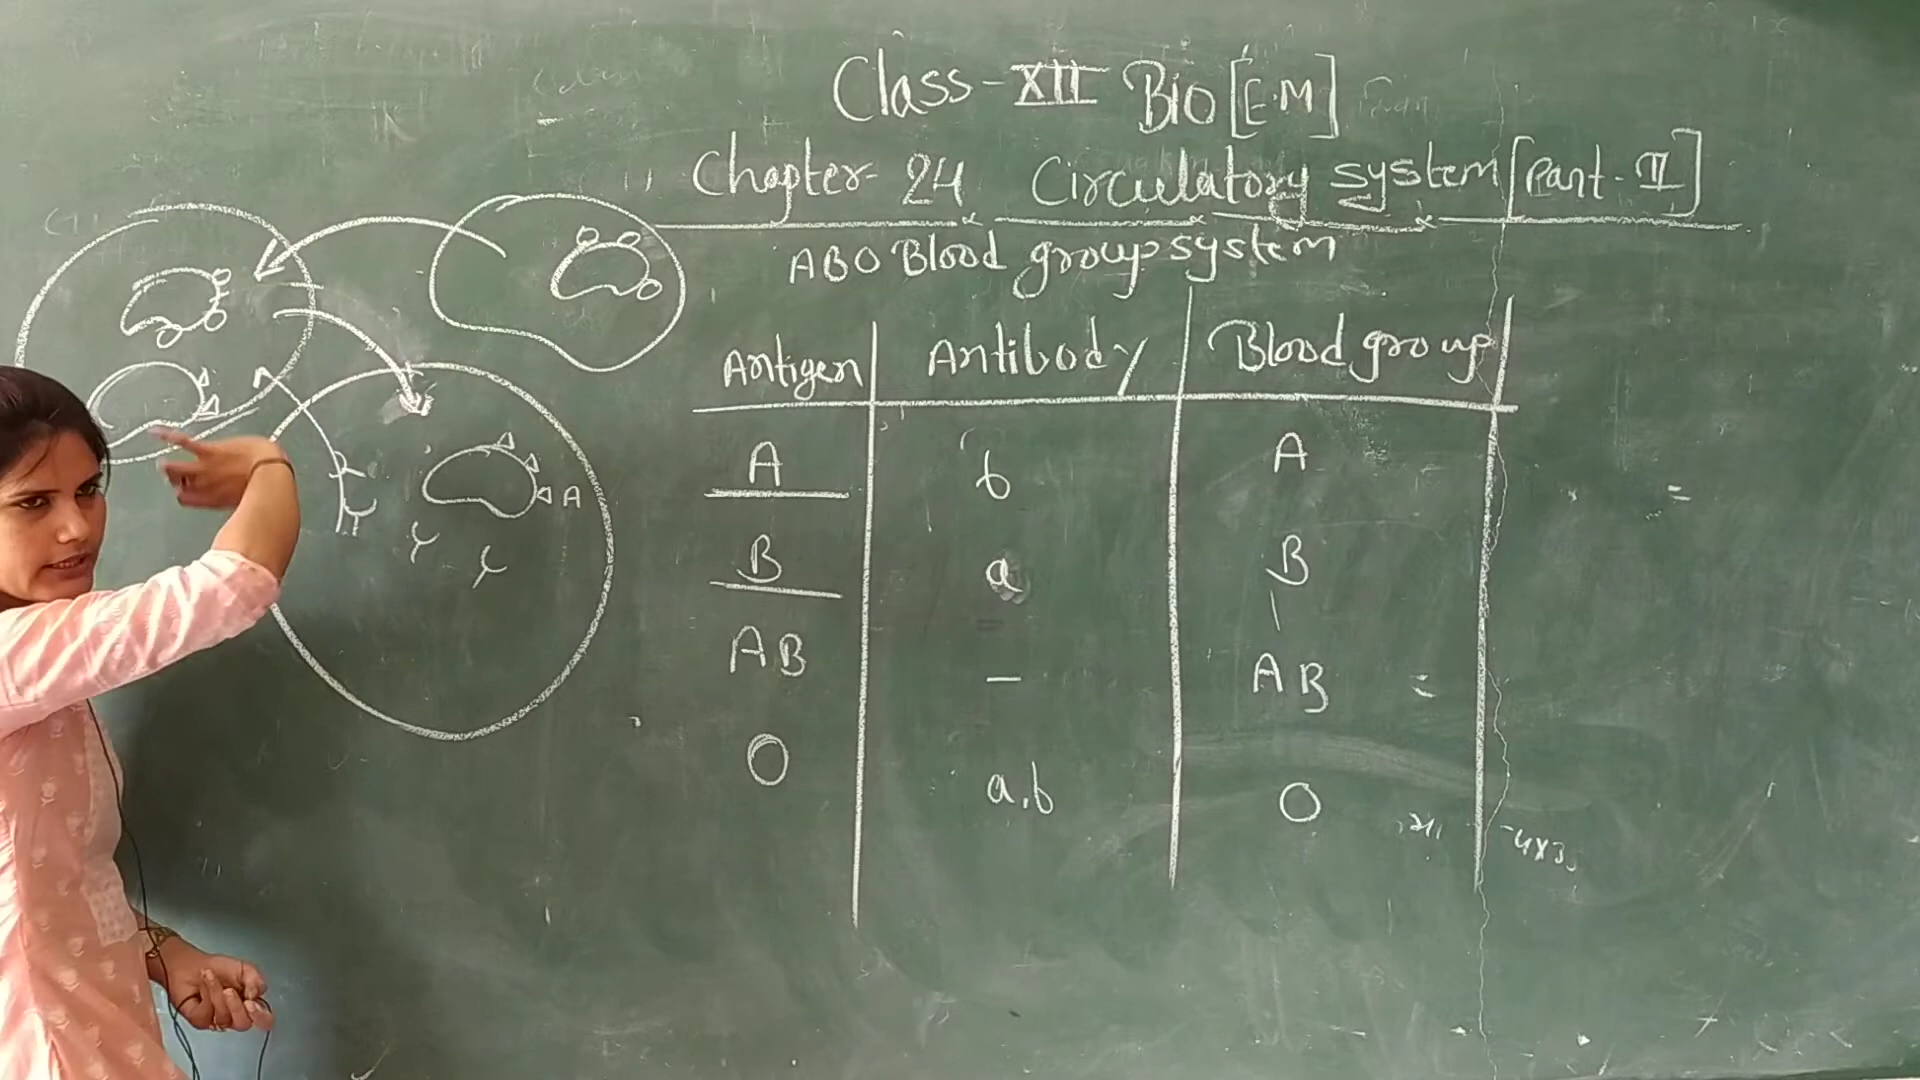 Class-XII Bio [E.M]
Chapter-24 Circulatory system [Part-II]
ABO Blood group system
Antigen Antibody Blood group
A b A
B a B
AB - AB
O a,b O
A